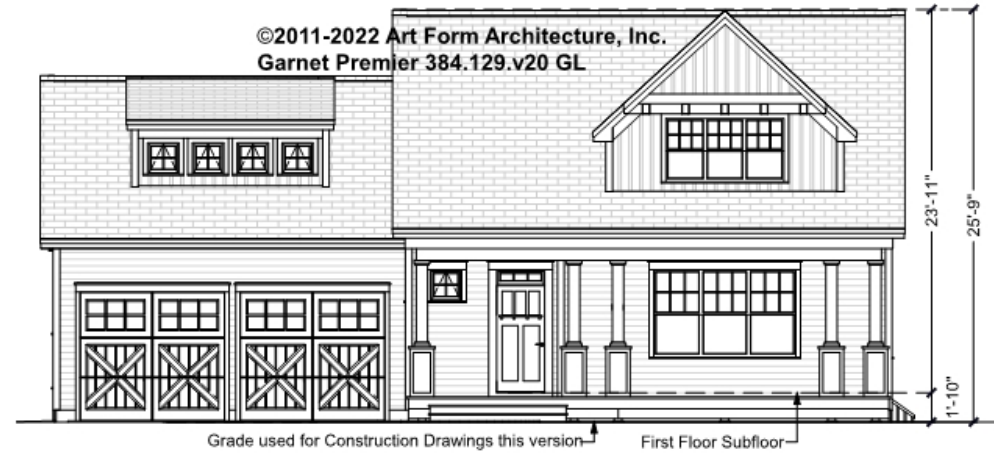 ©2011-2022 Art Form Architecture, Inc.
Garnet Premier 384.129.v20 GL
23'-11"
25'-9"
1'-10"
Grade used for Construction Drawings this version
First Floor Subfloor